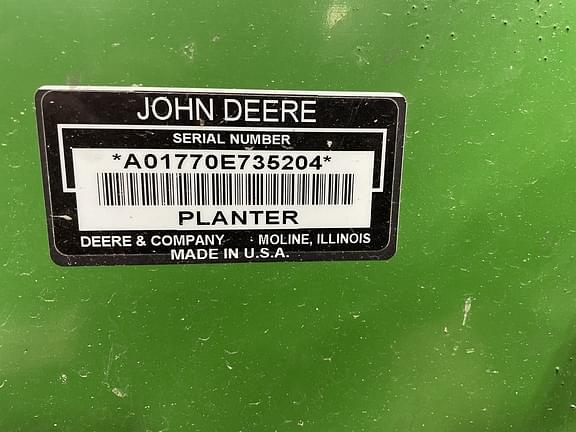 JOHN DEERE
SERIAL NUMBER
*A01770E735204*
PLANTER
DEERE & COMPANY MOLINE, ILLINOIS
MADE IN U.S.A.